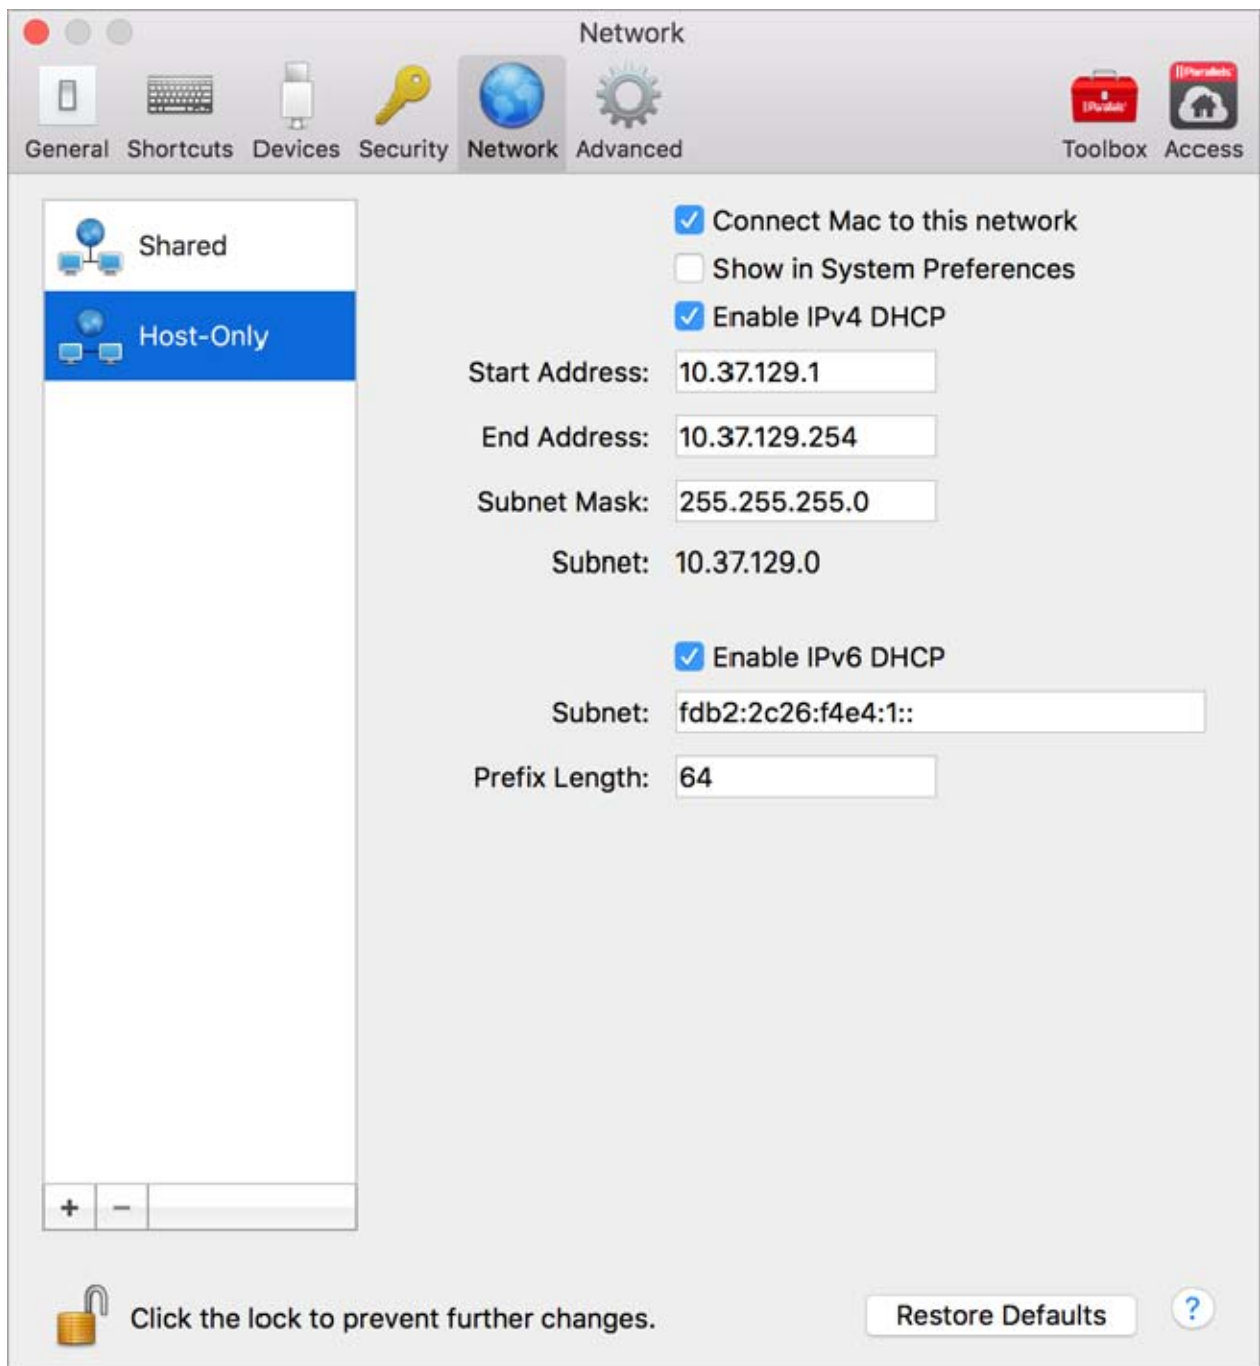 Network
General Shortcuts Devices Security Network Advanced Toolbox Access
|| Parallels'
|| Parallels'
Shared
Host-Only
Connect Mac to this network
Show in System Preferences
Enable IPv4 DHCP
Start Address: 10.37.129.1
End Address: 10.37.129.254
Subnet Mask: 255.255.255.0
Subnet: 10.37.129.0
Enable IPv6 DHCP
Subnet: fdb2:2c26:f4e4:1::
Prefix Length: 64
+ −
Click the lock to prevent further changes.
Restore Defaults ?